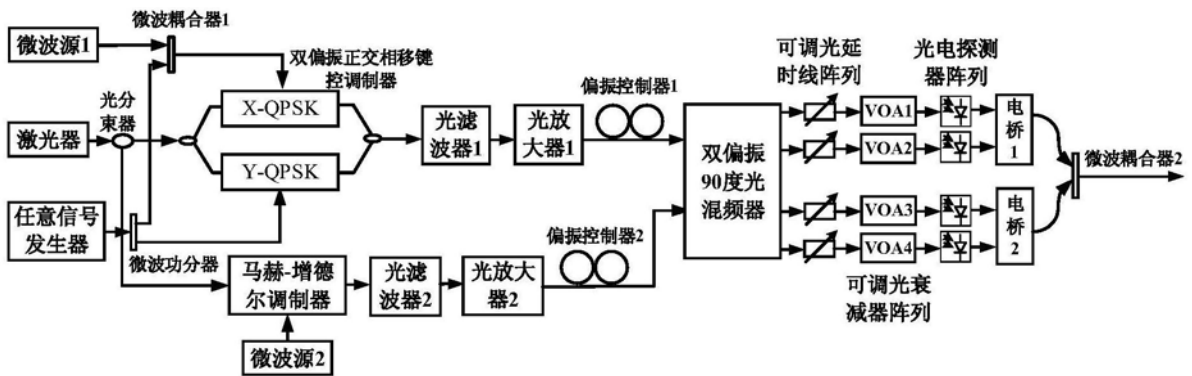 微波耦合器1
微波源1
双偏振正交相移键
控调制器
光分
束器
X-QPSK
激光器
Y-QPSK
任意信号
发生器
微波功分器
光滤
波器1
光放大
器1
偏振控制器1
马赫-增德
尔调制器
光滤
波器2
光放大
器2
偏振控制器2
微波源2
双偏振
90度光
混频器
可调光延
时线阵列
光电探测
器阵列
VOA1
VOA2
VOA3
VOA4
可调光衰
减器阵列
电
桥
1
电
桥
2
微波耦合器2